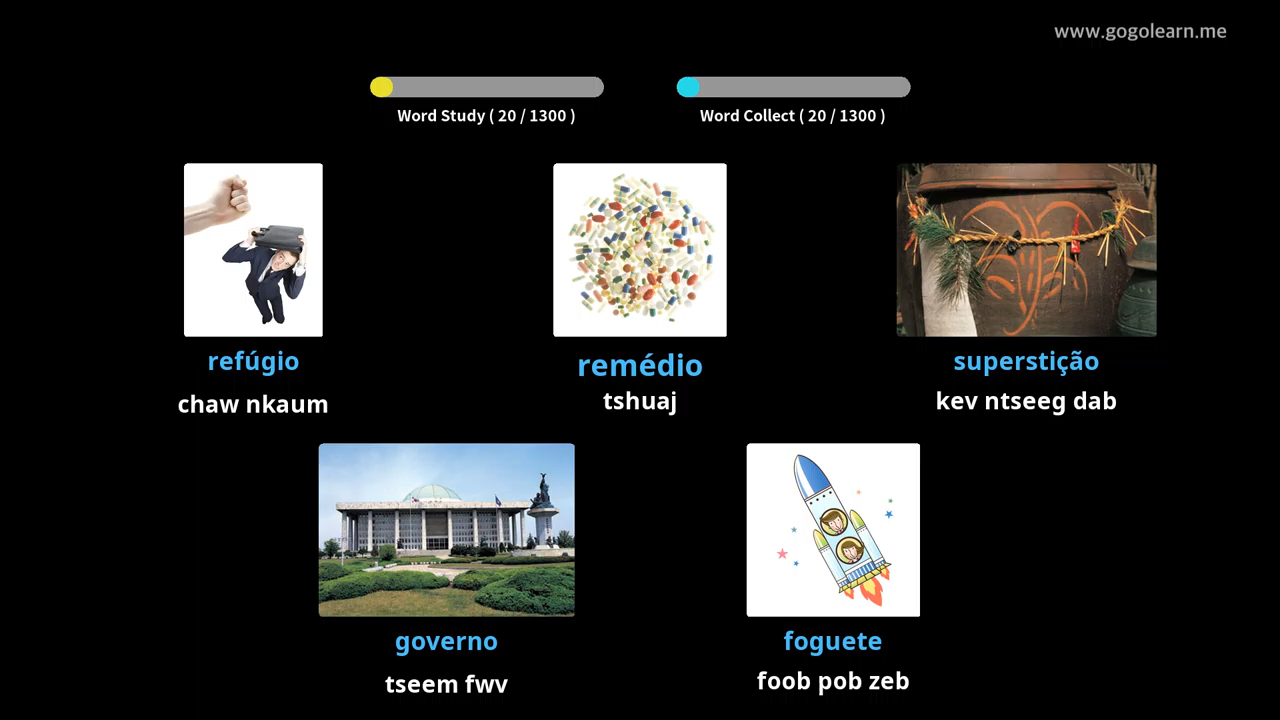 www.gogolearn.me
Word Study ( 20 / 1300 )
Word Collect ( 20 / 1300 )
refúgio
remédio
superstição
chaw nkaum
tshuaj
kev ntseeg dab
governo
foguete
tseem fwv
foob pob zeb